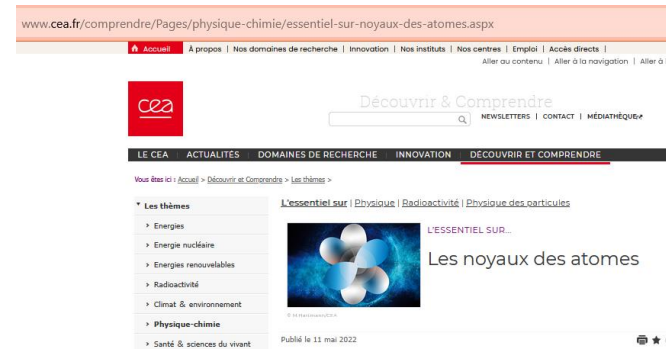 www.cea.fr/comprendre/Pages/physique-chimie/essentiel-sur-noyaux-des-atomes.aspx
Accueil À propos | Nos domaines de recherche | Innovation | Nos instituts | Nos centres | Emploi | Accès directs |
Aller au contenu | Aller à la navigation | Aller à
cea
Découvrir & Comprendre
NEWSLETTERS | CONTACT | MÉDIATHÈQUE
LE CEA | ACTUALITÉS | DOMAINES DE RECHERCHE | INNOVATION | DÉCOUVRIR ET COMPRENDRE
Vous êtes ici : Accueil > Découvrir et Comprendre > Les thèmes >
Les thèmes
Energies
Energie nucléaire
Energies renouvelables
Radioactivité
Climat & environnement
Physique-chimie
Santé & sciences du vivant
L'essentiel sur | Physique | Radioactivité | Physique des particules
L'ESSENTIEL SUR...
Les noyaux des atomes
Publié le 11 mai 2022